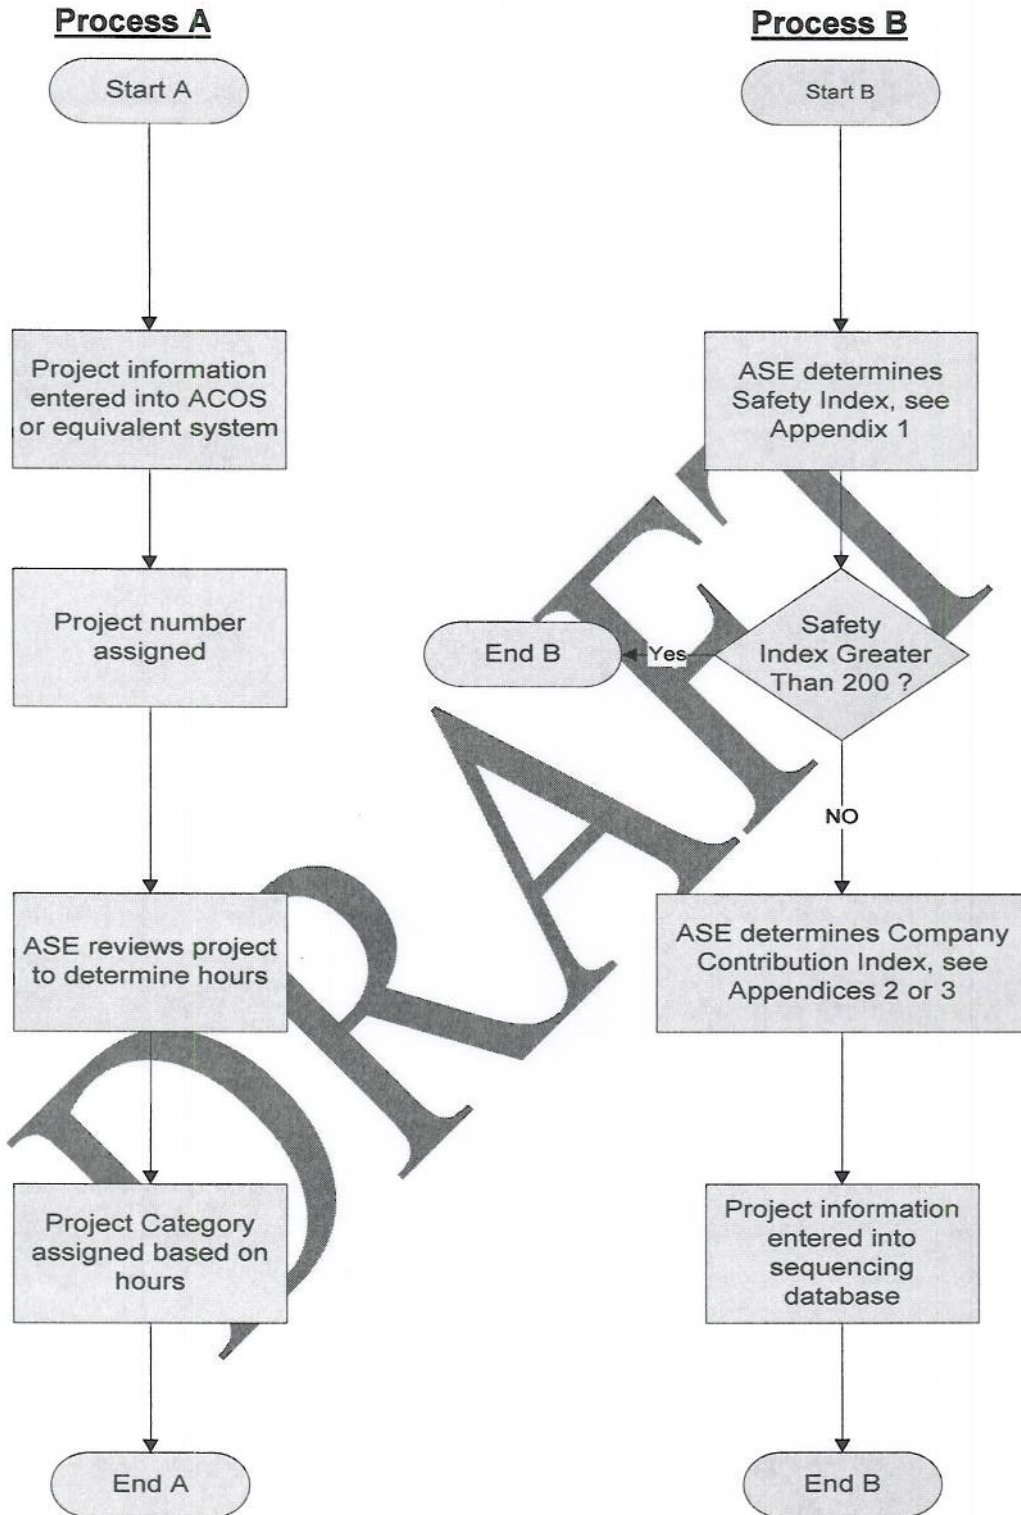 Process A
Start A
Project information
entered into ACOS
or equivalent system
Project number
assigned
ASE reviews project
to determine hours
Project Category
assigned based on
hours
End A
Process B
Start B
ASE determines
Safety Index, see
Appendix 1
Safety
Index Greater
Than 200 ?
Yes
End B
NO
ASE determines Company
Contribution Index, see
Appendices 2 or 3
Project information
entered into
sequencing
database
End B
DRAFT